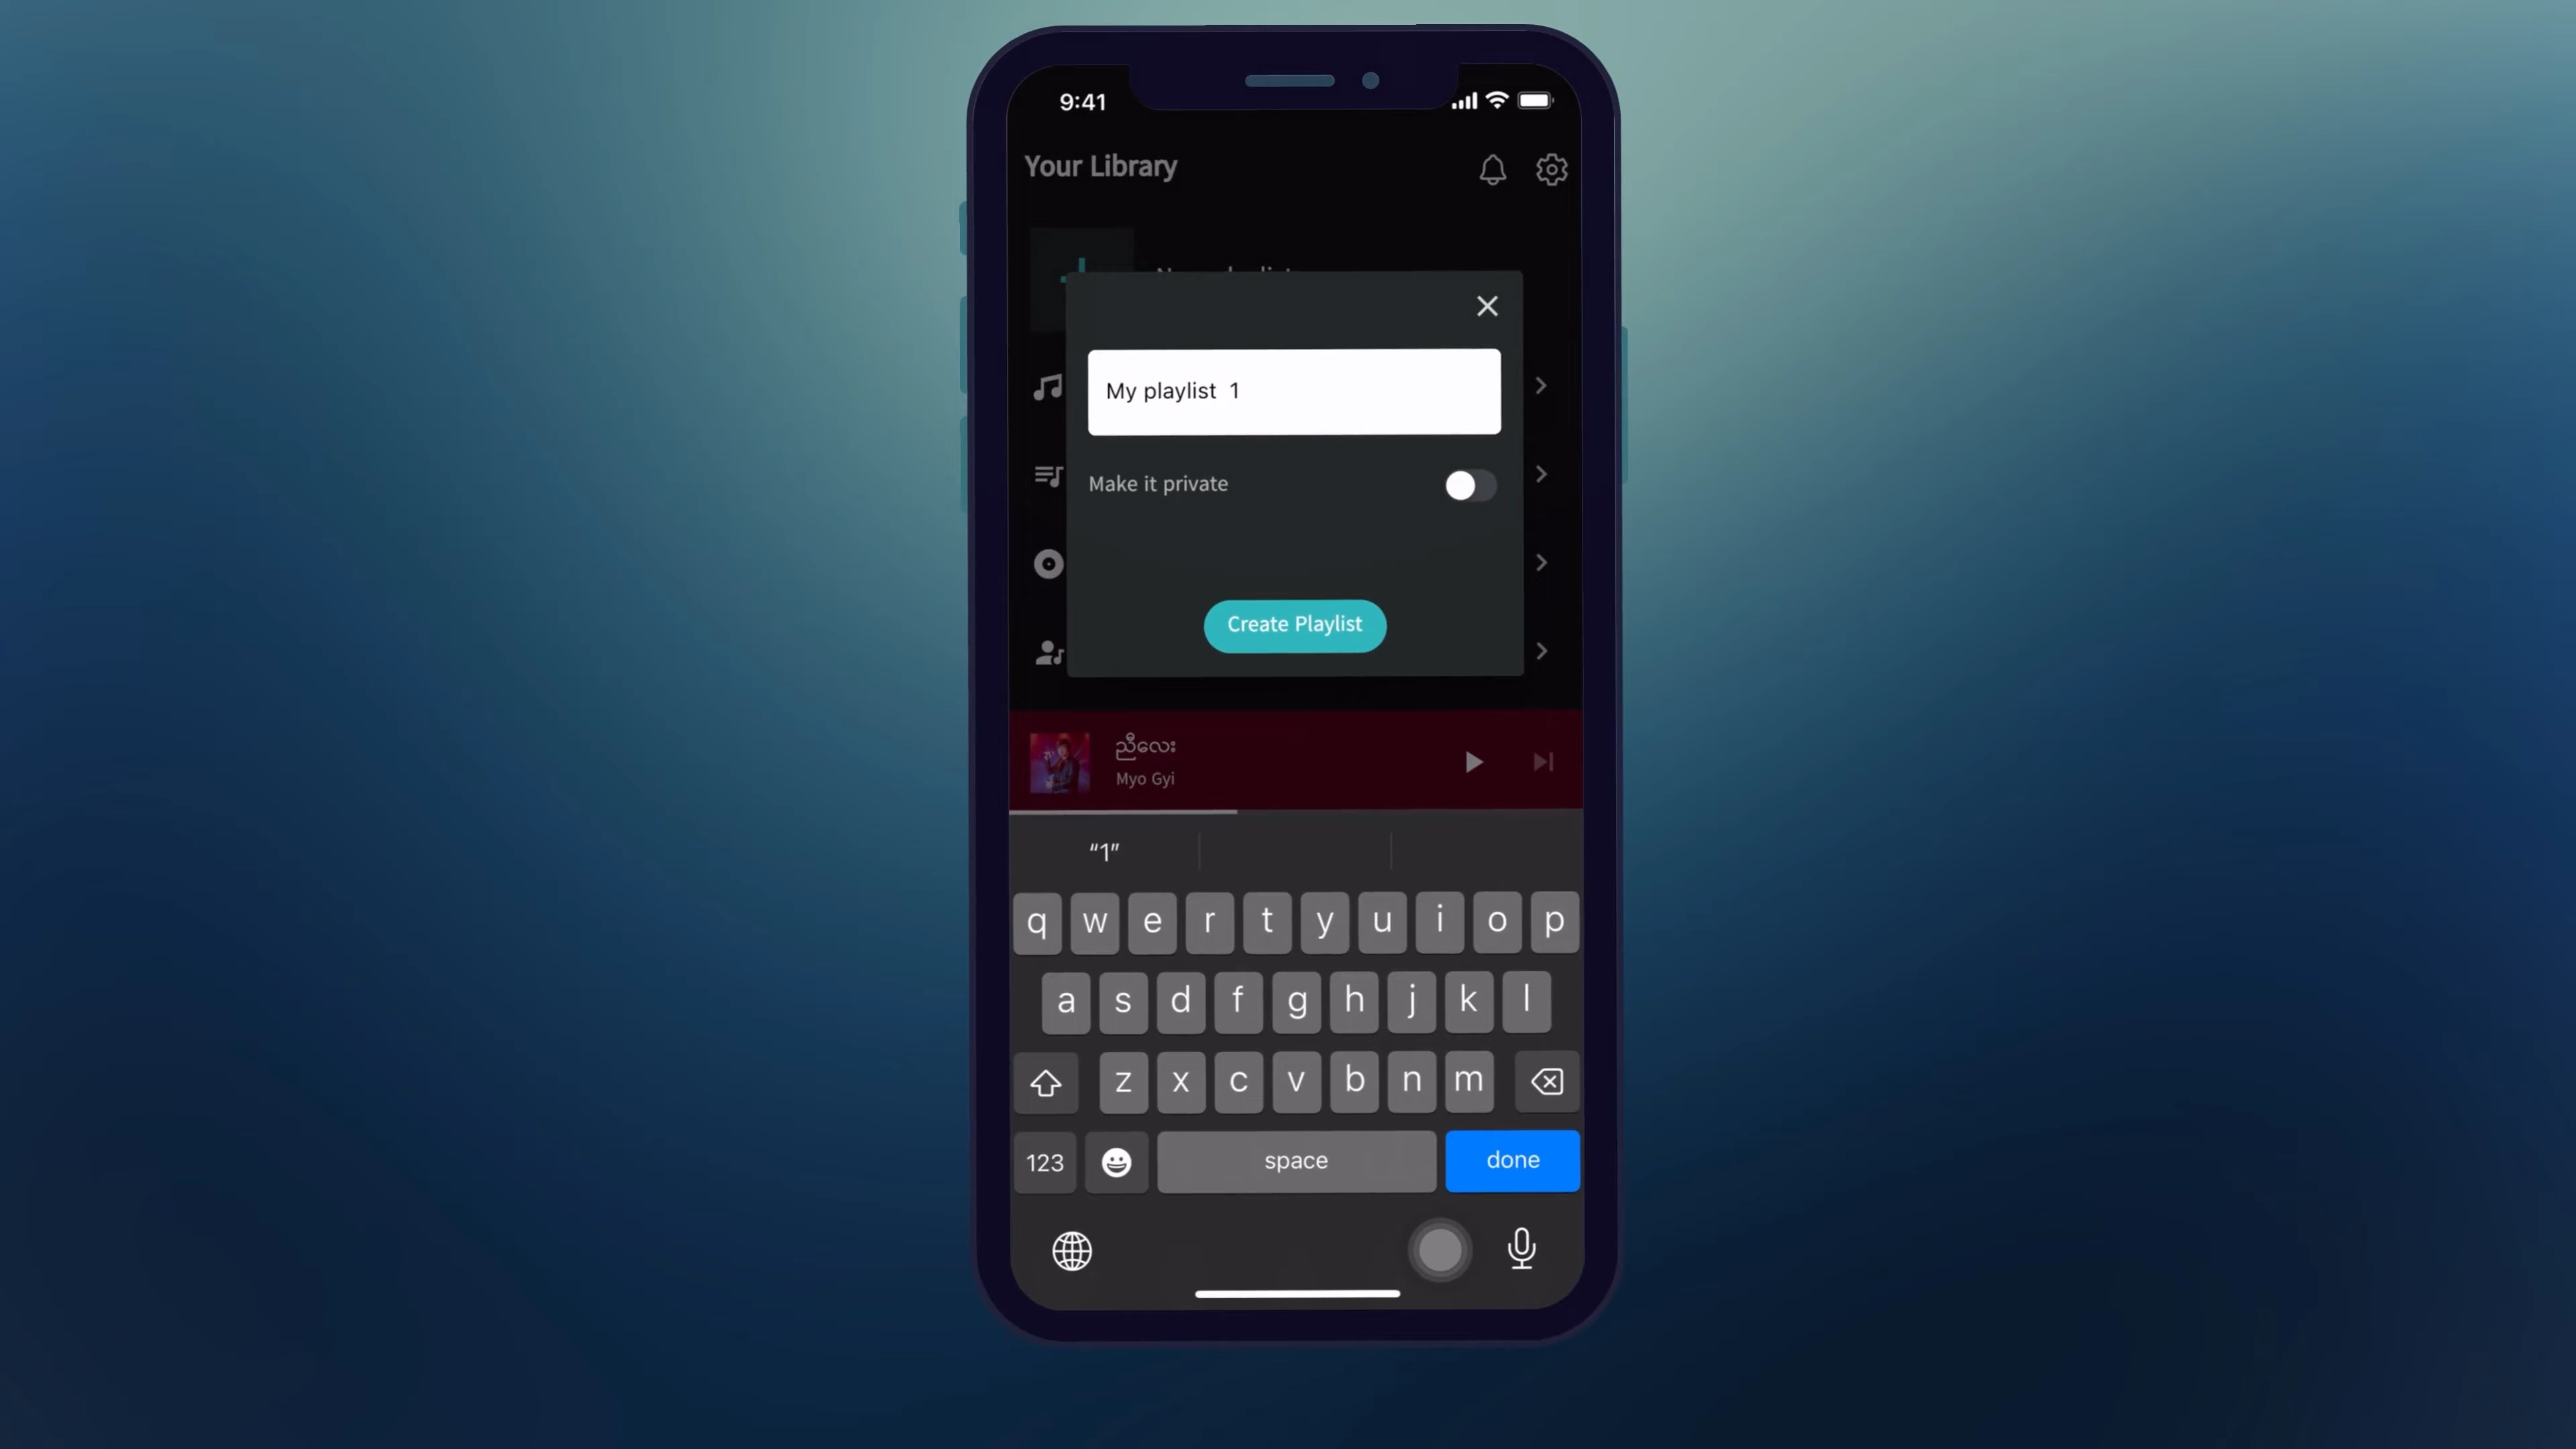 9:41
Your Library
My playlist 1
Make it private
Create Playlist
ညီလေး
Myo Gyi
“1”
q w e r t y u i o p
a s d f g h j k l
z x c v b n m
123 space done